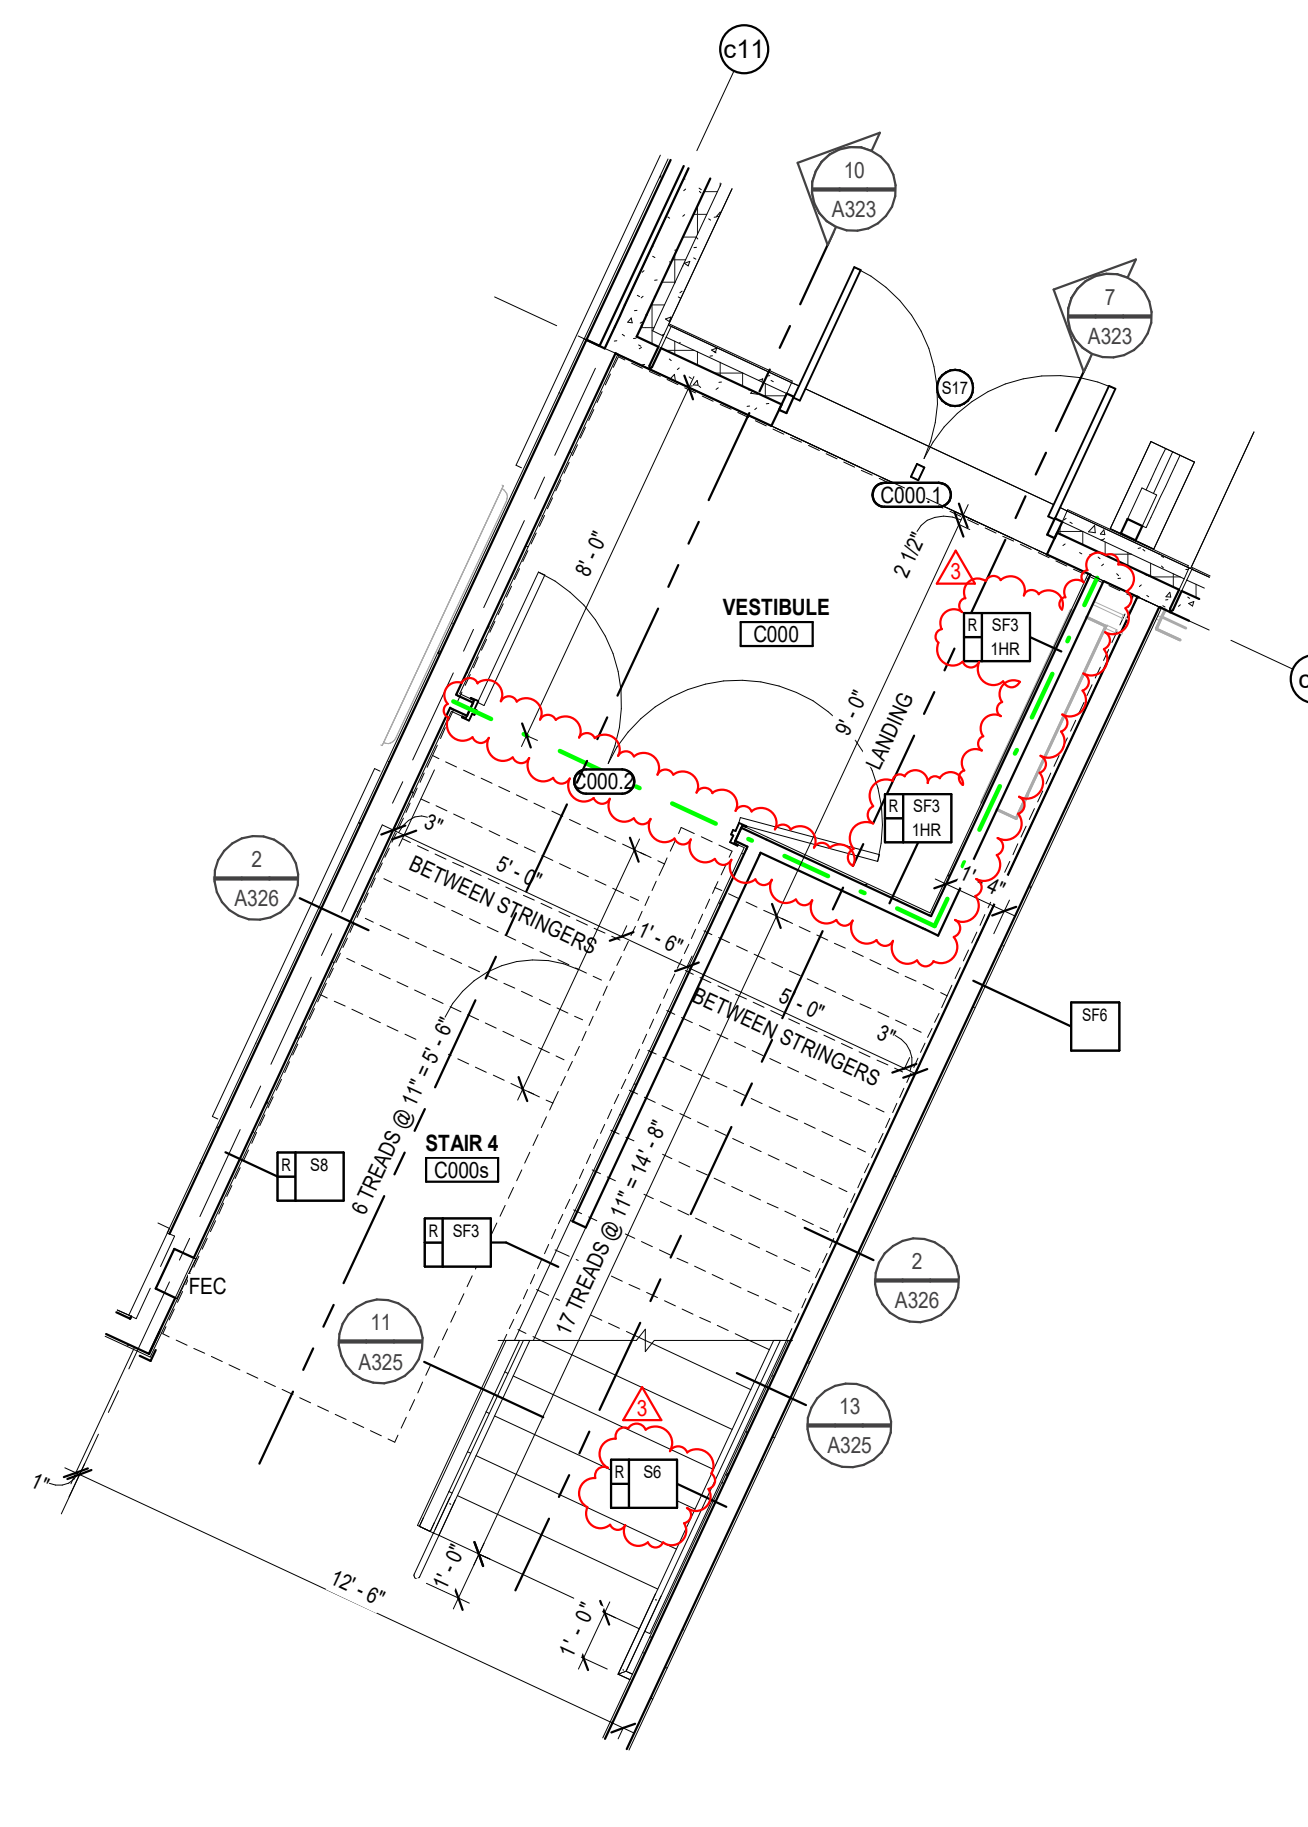 c11
10
A323
7
A323
S17
C000.1
8' - 0"
2 1/2"
3
VESTIBULE
C000
R SF3
1HR
9' - 0"
LANDING
C000.2
R SF3
1HR
3"
2
A326
5' - 0"
BETWEEN STRINGERS
1' - 6"
1' - 4"
5' - 0"
BETWEEN STRINGERS
3"
SF6
6 TREADS @ 11" = 5' - 6"
STAIR 4
C000s
R S8
R SF3
17 TREADS @ 11" = 14' - 8"
2
A326
FEC
11
A325
3
13
A325
R S6
1"
12' - 6"
1' - 0"
1' - 0"